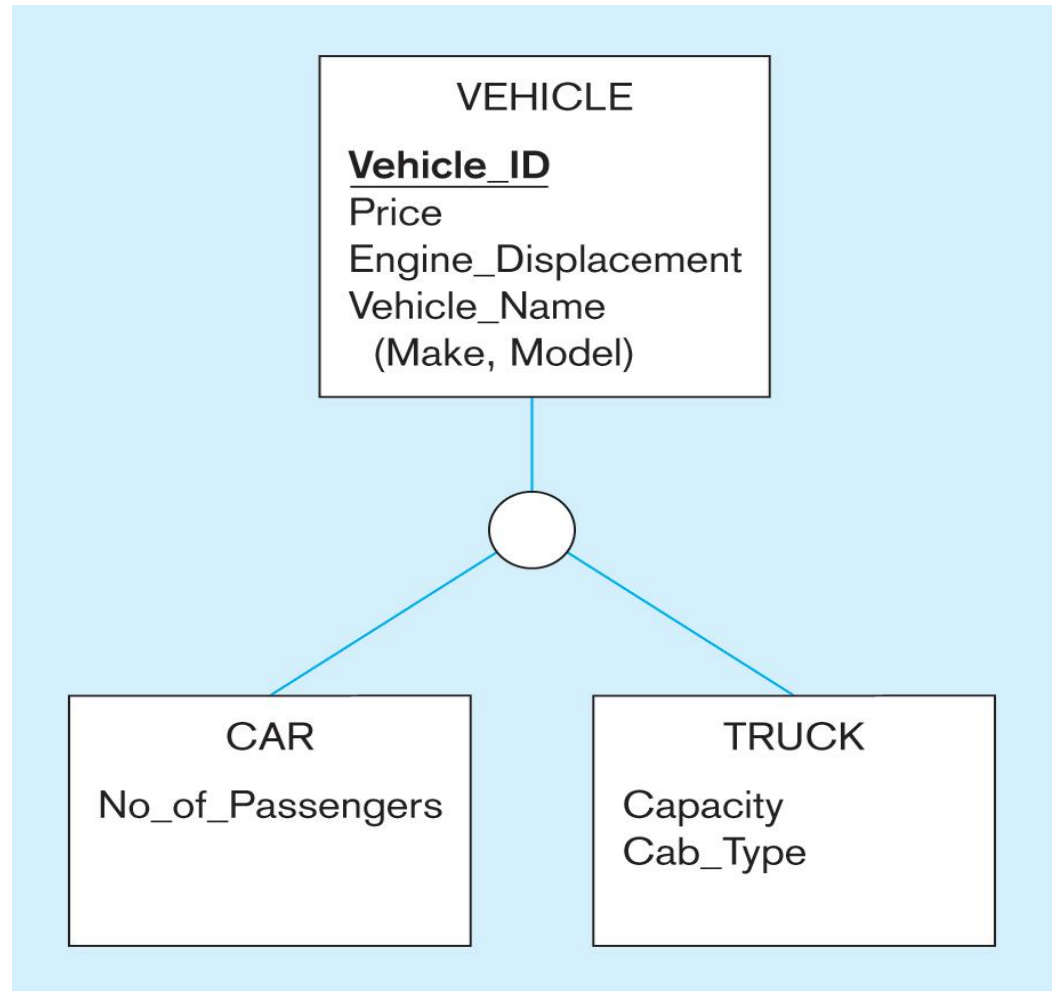 VEHICLE
Vehicle_ID
Price
Engine_Displacement
Vehicle_Name
(Make, Model)
CAR
No_of_Passengers
TRUCK
Capacity
Cab_Type